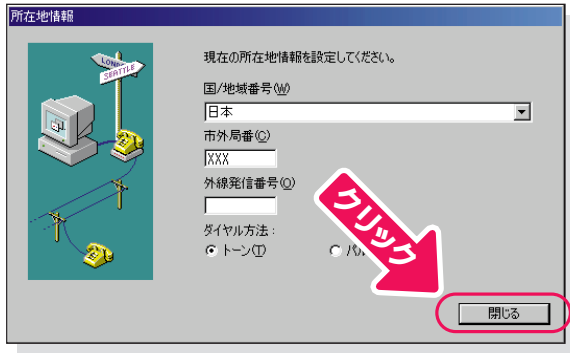 所在地情報
LONDON
SEATTLE
現在の所在地情報を設定してください。
国/地域番号(W)
日本
市外局番(C)
XXX
外線発信番号(O)
ダイヤル方法:
トーン(T)
クリック
閉じる